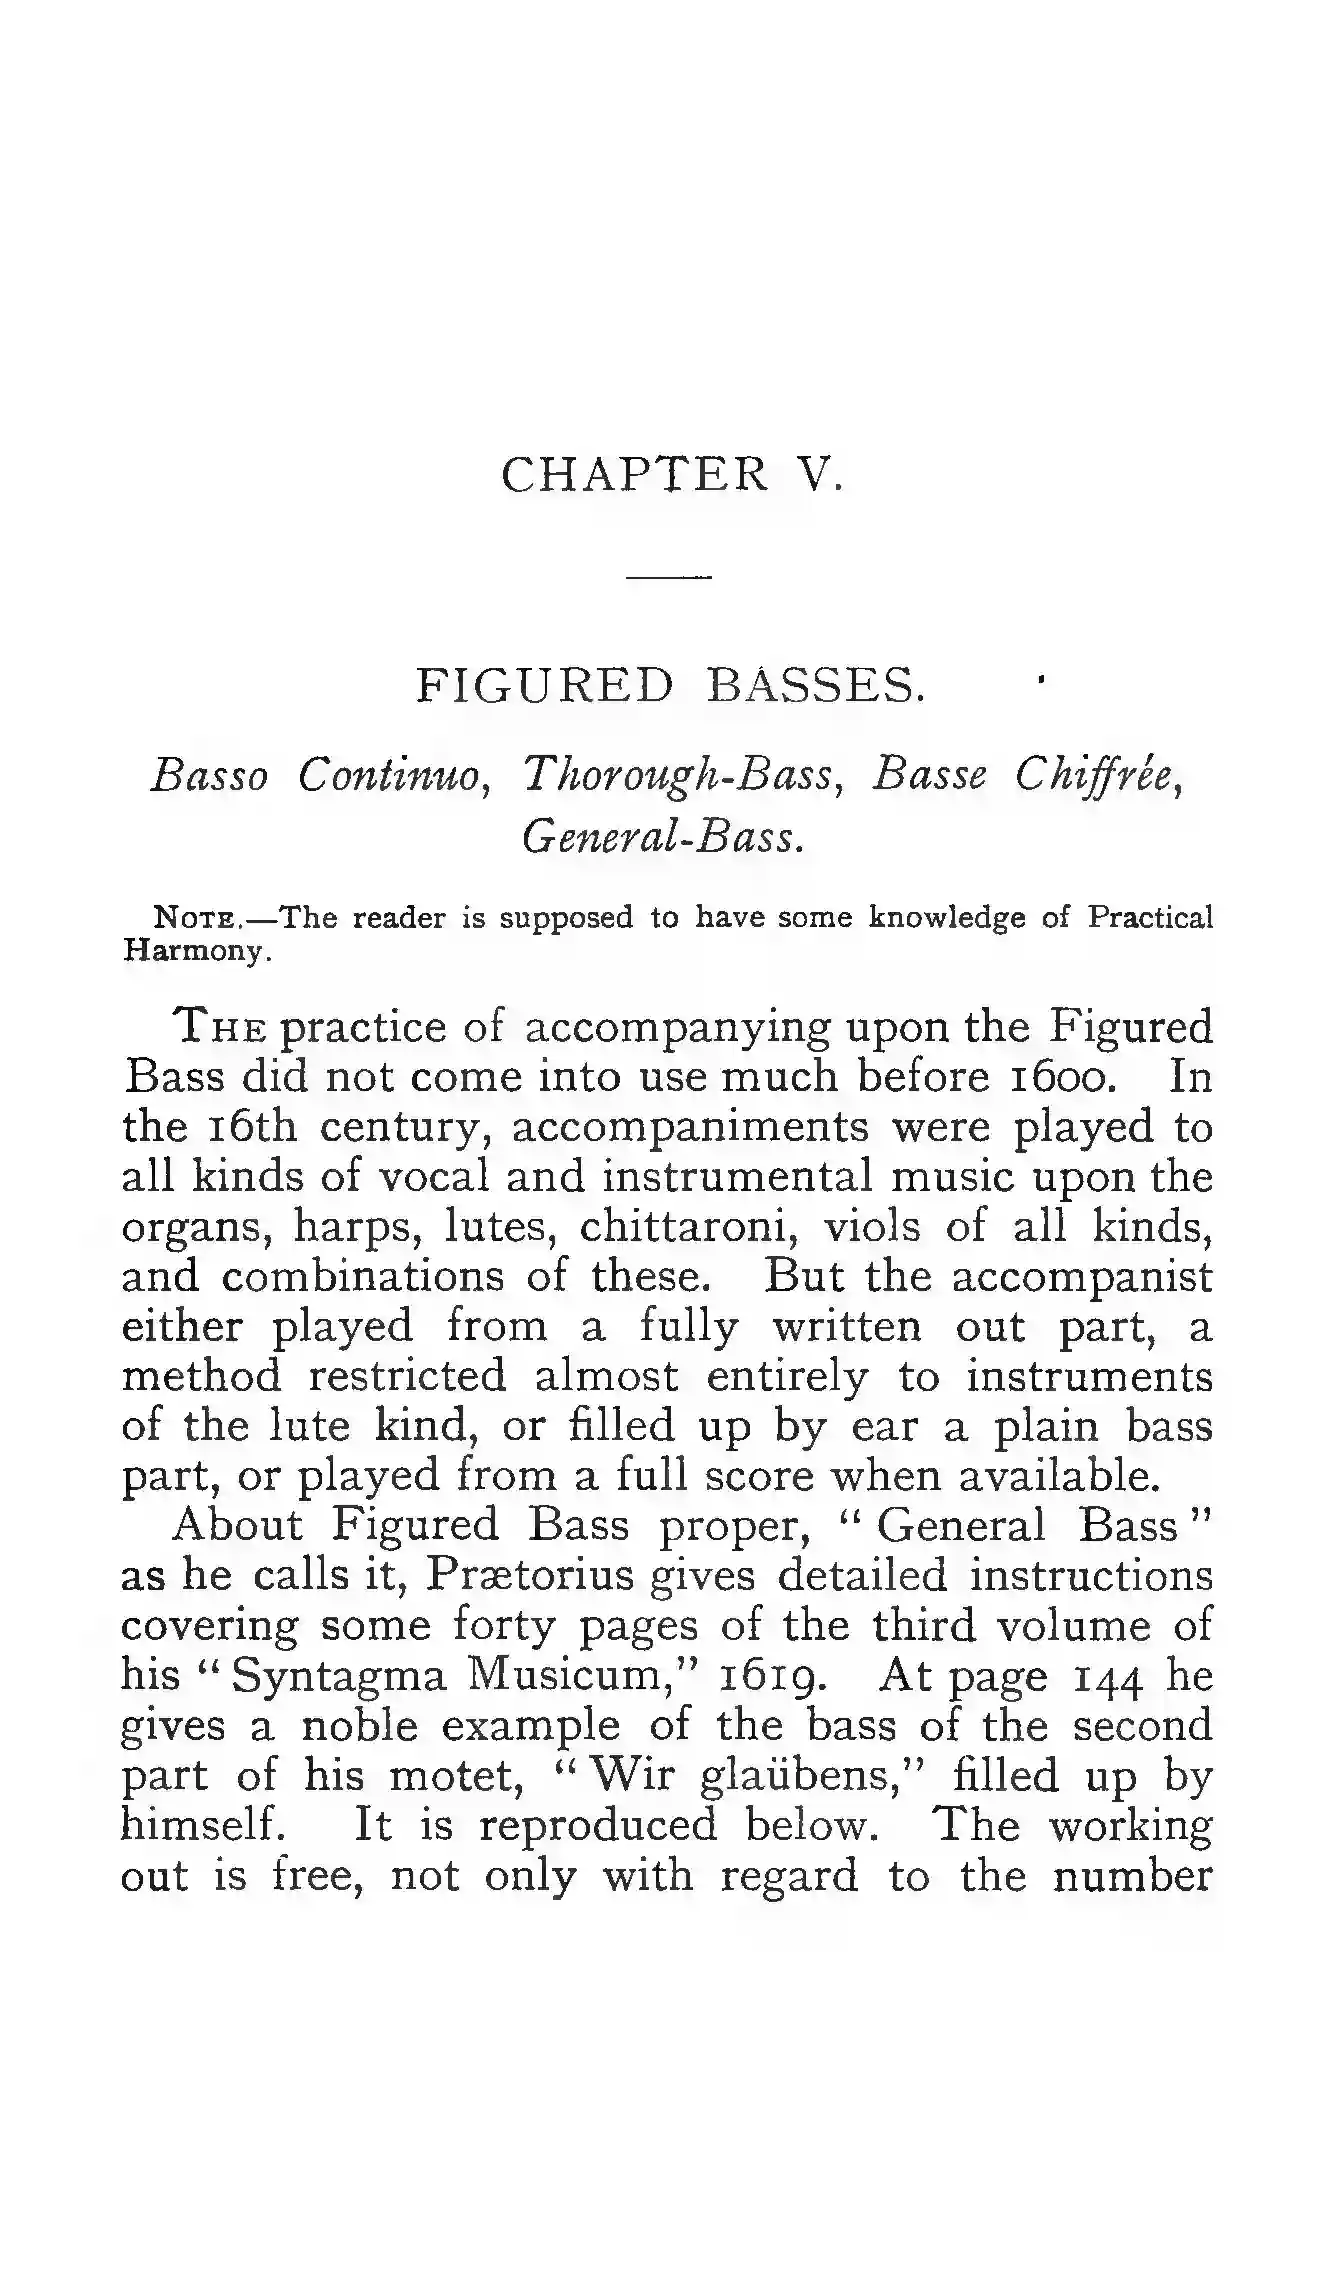 CHAPTER V.
FIGURED BASSES.
Basso Continuo, Thorough-Bass, Basse Chiffrée,
General-Bass.
NOTE.—The reader is supposed to have some knowledge of Practical
Harmony.
THE practice of accompanying upon the Figured
Bass did not come into use much before 1600. In
the 16th century, accompaniments were played to
all kinds of vocal and instrumental music upon the
organs, harps, lutes, chittaroni, viols of all kinds,
and combinations of these. But the accompanist
either played from a fully written out part, a
method restricted almost entirely to instruments
of the lute kind, or filled up by ear a plain bass
part, or played from a full score when available.
About Figured Bass proper, “ General Bass ”
as he calls it, Prætorius gives detailed instructions
covering some forty pages of the third volume of
his “ Syntagma Musicum,” 1619. At page 144 he
gives a noble example of the bass of the second
part of his motet, “ Wir glaübens,” filled up by
himself. It is reproduced below. The working
out is free, not only with regard to the number